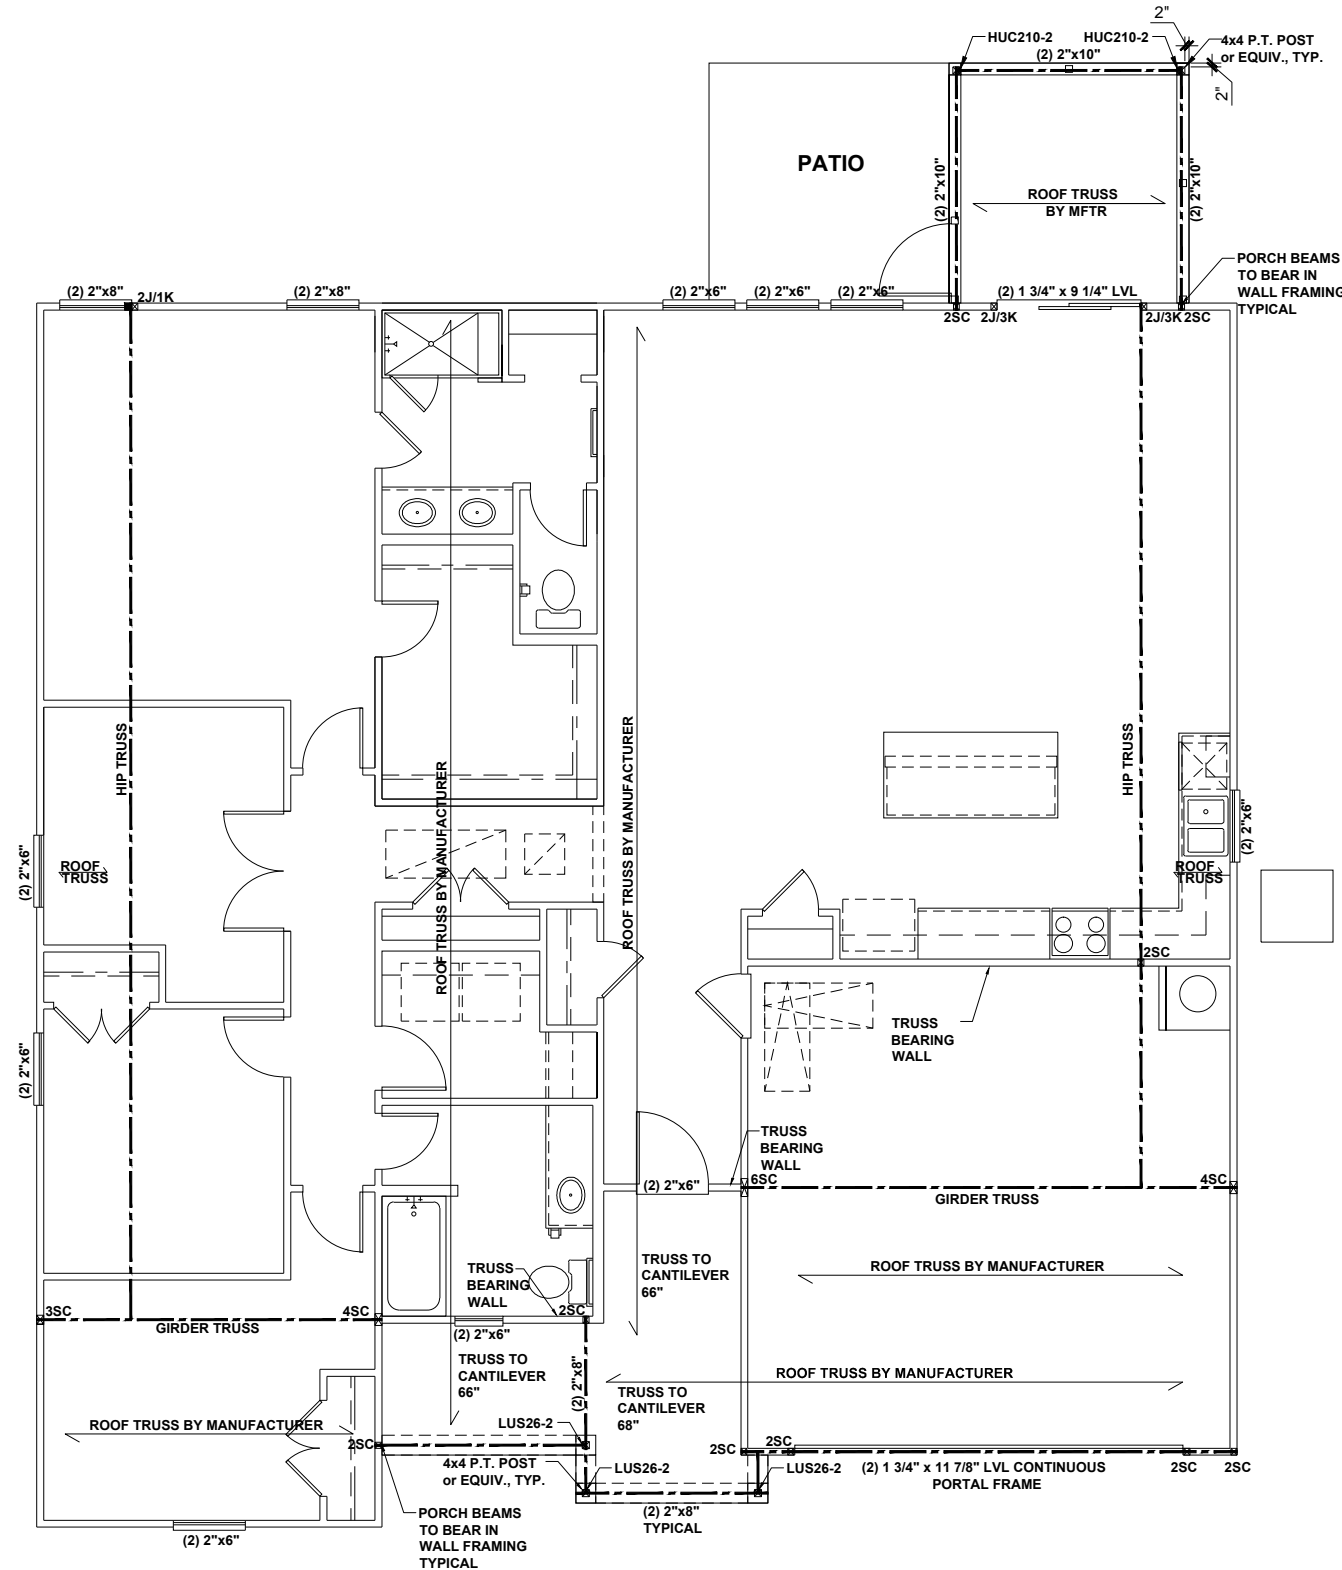 2"
HUC210-2
HUC210-2
(2) 2"x10"
4x4 P.T. POST
or EQUIV., TYP.
2"
PATIO
(2) 2"x10"
(2) 2"x10"
ROOF TRUSS
BY MFTR
PORCH BEAMS
TO BEAR IN
WALL FRAMING
TYPICAL
(2) 2"x8"
2J/1K
(2) 2"x8"
(2) 2"x6"
(2) 2"x6"
(2) 2"x6"
(2) 1 3/4" x 9 1/4" LVL
2SC
2J/3K
2J/3K
2SC
HIP TRUSS
ROOF TRUSS BY MANUFACTURER
ROOF TRUSS BY MANUFACTURER
HIP TRUSS
(2) 2"x6"
ROOF
TRUSS
(2) 2"x6"
ROOF
TRUSS
2SC
(2) 2"x6"
TRUSS
BEARING
WALL
TRUSS
BEARING
WALL
(2) 2"x6"
6SC
4SC
GIRDER TRUSS
TRUSS
BEARING
WALL
TRUSS TO
CANTILEVER
66"
ROOF TRUSS BY MANUFACTURER
3SC
4SC
2SC
GIRDER TRUSS
(2) 2"x6"
TRUSS TO
CANTILEVER
66"
(2) 2"x8"
TRUSS TO
CANTILEVER
68"
ROOF TRUSS BY MANUFACTURER
ROOF TRUSS BY MANUFACTURER
LUS26-2
2SC
2SC
2SC
4x4 P.T. POST
or EQUIV., TYP.
LUS26-2
LUS26-2
(2) 1 3/4" x 11 7/8" LVL CONTINUOUS
PORTAL FRAME
2SC
2SC
(2) 2"x8"
TYPICAL
PORCH BEAMS
TO BEAR IN
WALL FRAMING
TYPICAL
(2) 2"x6"